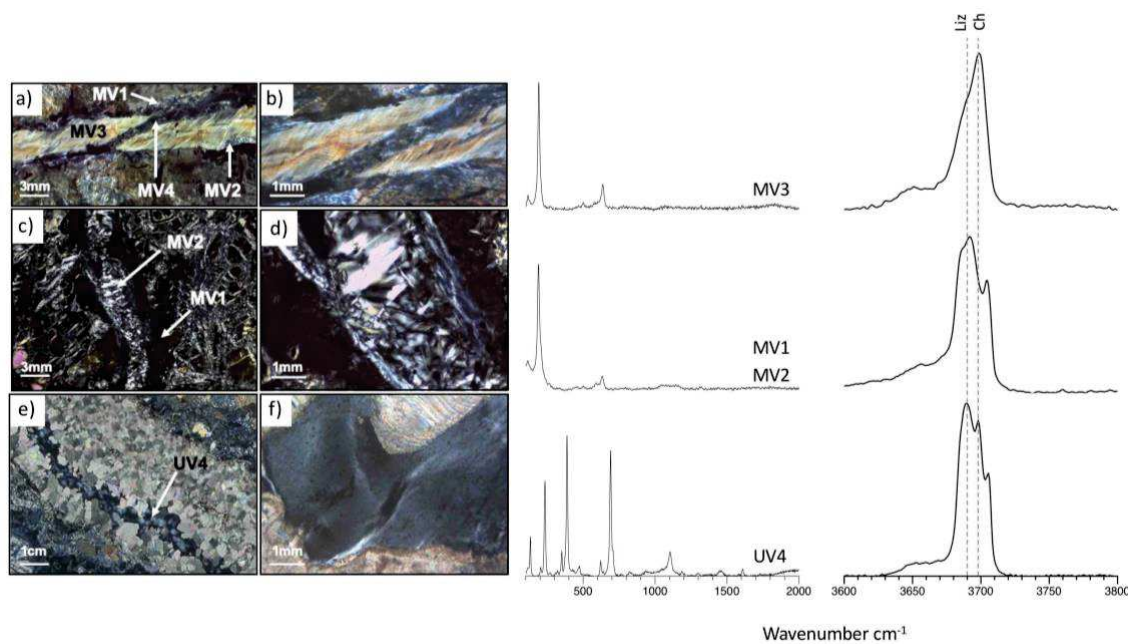 a)
MV1
MV3
MV4
MV2
3mm
b)
1mm
c)
MV2
MV1
3mm
d)
1mm
e)
UV4
1cm
f)
1mm
MV3
MV1
MV2
UV4
500
1000
1500
2000
Liz
Ch
3600
3650
3700
3750
3800
Wavenumber cm⁻¹